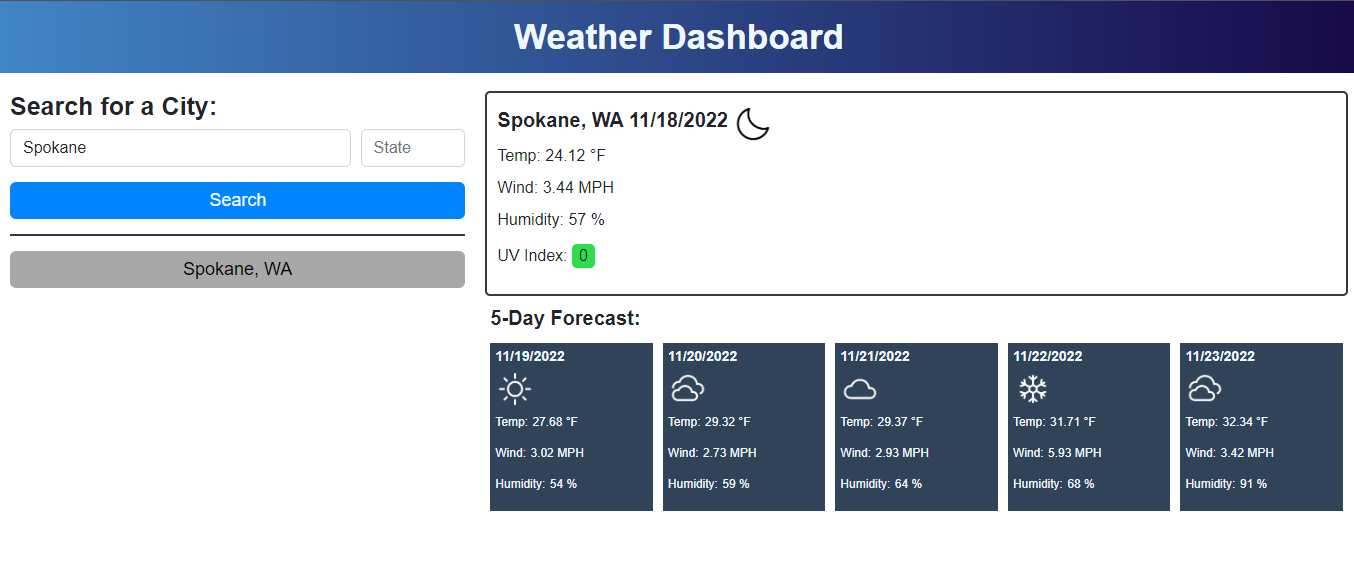 Weather Dashboard
Search for a City:
Spokane
State
Search
Spokane, WA
Spokane, WA 11/18/2022
Temp: 24.12 °F
Wind: 3.44 MPH
Humidity: 57 %
UV Index: 0
5-Day Forecast:
11/19/2022
Temp: 27.68 °F
Wind: 3.02 MPH
Humidity: 54 %
11/20/2022
Temp: 29.32 °F
Wind: 2.73 MPH
Humidity: 59 %
11/21/2022
Temp: 29.37 °F
Wind: 2.93 MPH
Humidity: 64 %
11/22/2022
Temp: 31.71 °F
Wind: 5.93 MPH
Humidity: 68 %
11/23/2022
Temp: 32.34 °F
Wind: 3.42 MPH
Humidity: 91 %